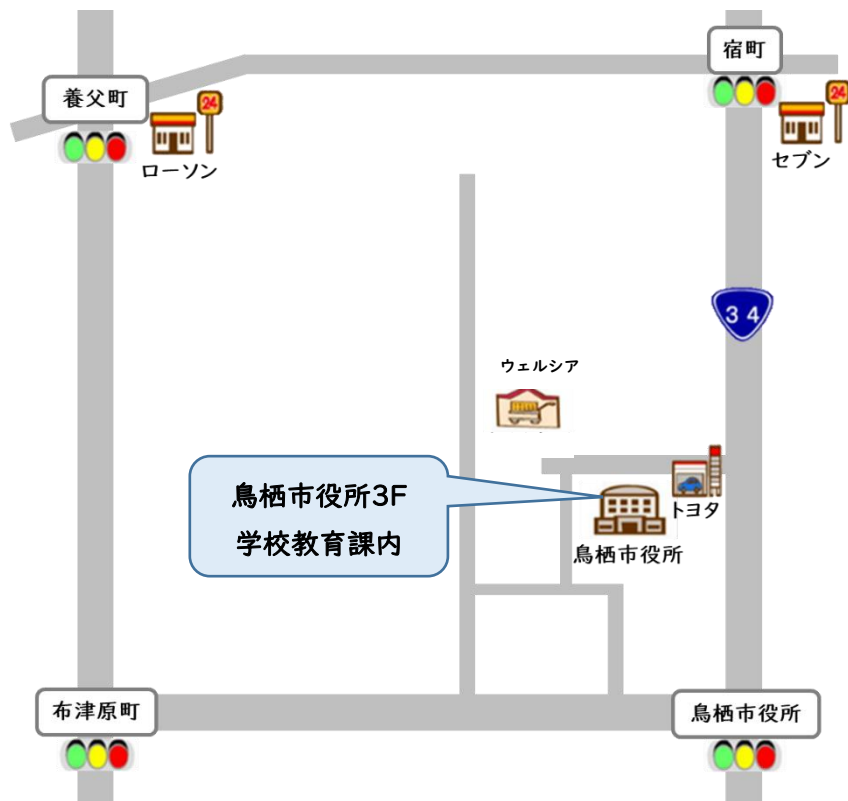 宿町
養父町
24
24
ローソン
セブン
34
ウェルシア
鳥栖市役所3F
学校教育課内
トヨタ
鳥栖市役所
布津原町
鳥栖市役所